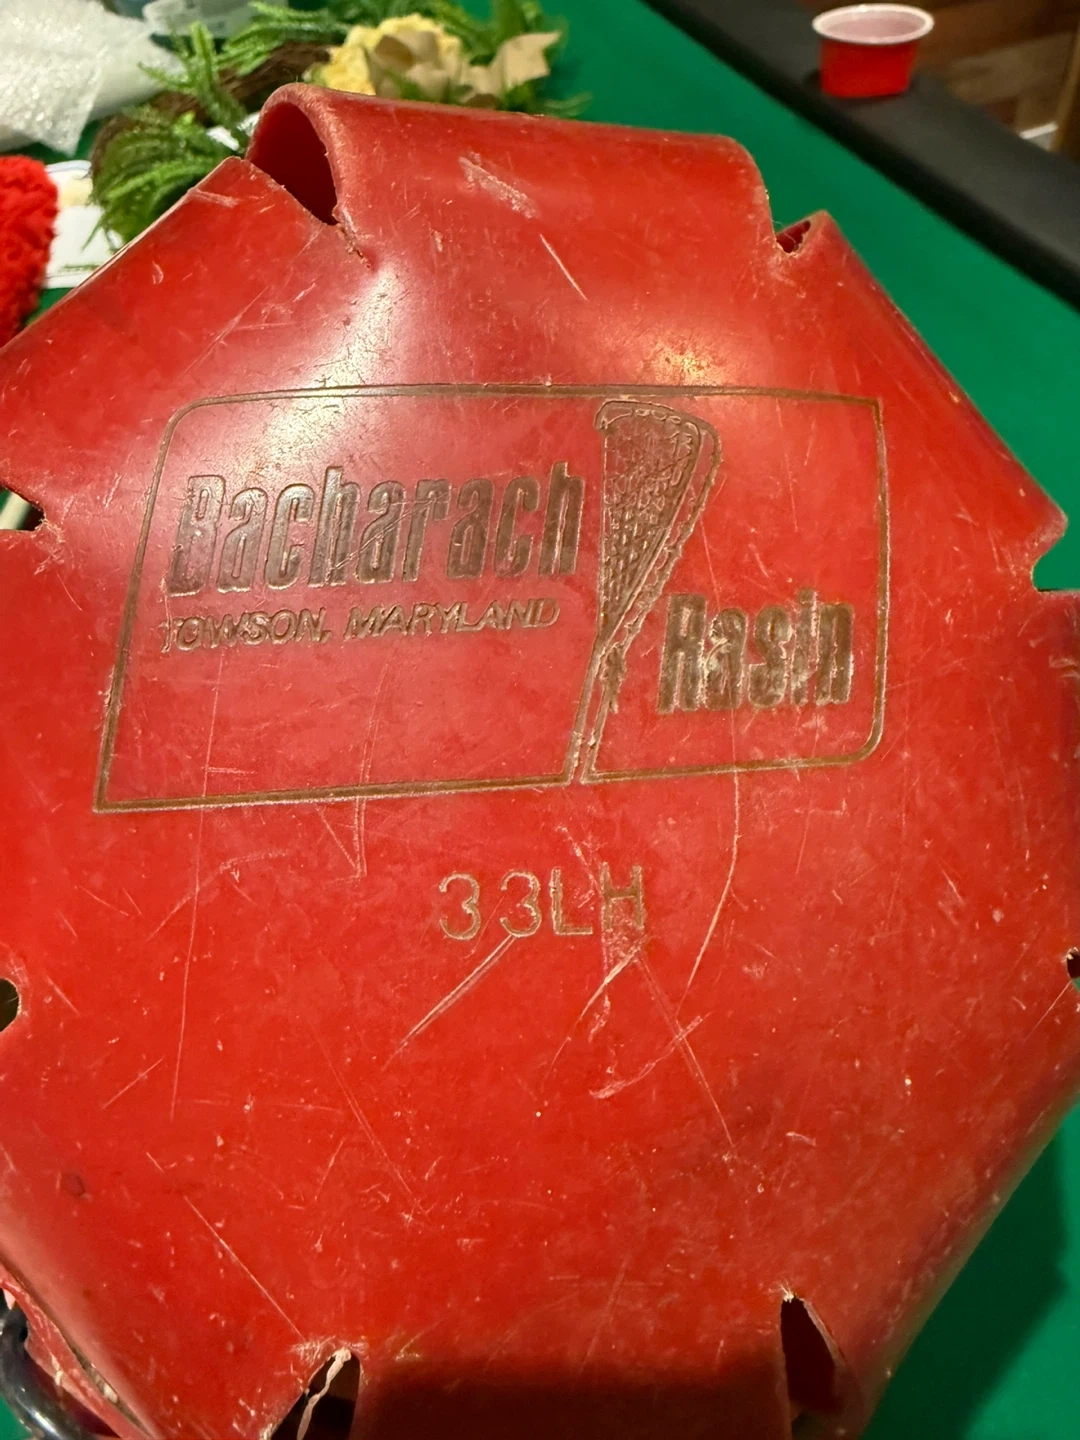 Bacharach
TOWSON, MARYLAND
Rasin
33LH